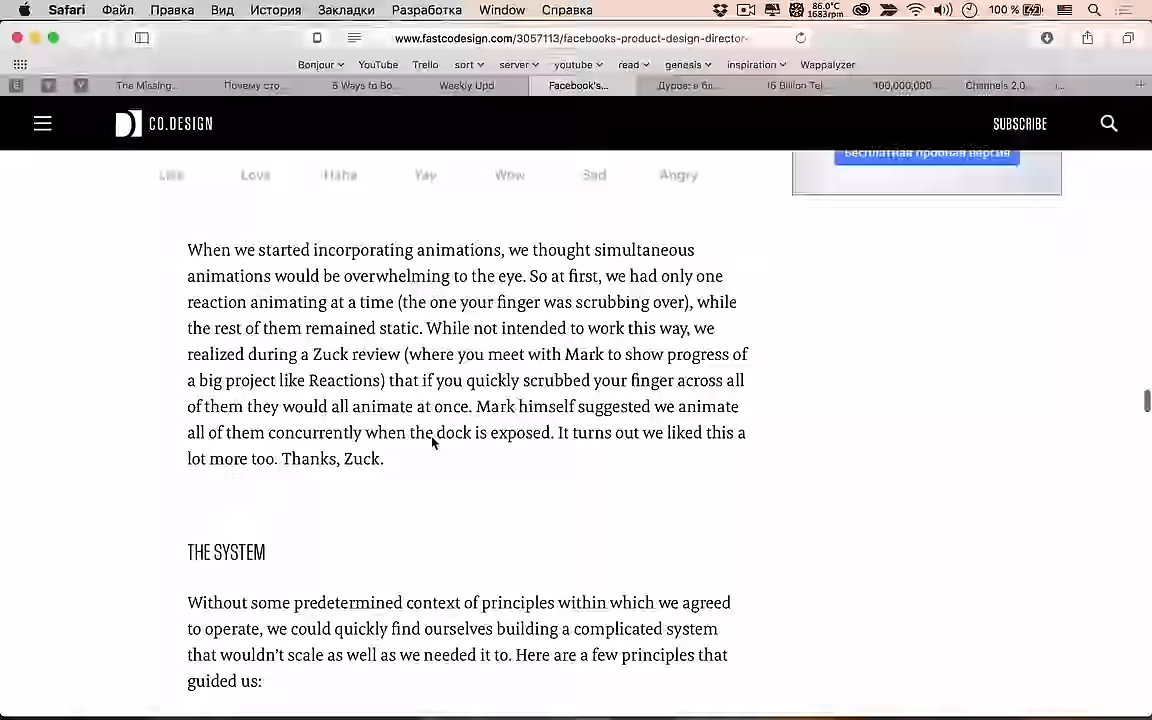 Safari Файл Правка Вид История Закладки Разработка Window Справка 86.0°C 1683rpm 100 %
www.fastcodesign.com/3057113/facebooks-product-design-director-
Bonjour YouTube Trello sort server youtube read genesis inspiration Wappalyzer
The Missing... Почему сто... 5 Ways to Bo... Weekly Upd Facebook's... Дуров: в бл... 15 Billion Tel... 100,000,000 Channels 2.0...
CO.DESIGN SUBSCRIBE
Бесплатная пробная версия
Like Love Haha Yay Wow Sad Angry
When we started incorporating animations, we thought simultaneous
animations would be overwhelming to the eye. So at first, we had only one
reaction animating at a time (the one your finger was scrubbing over), while
the rest of them remained static. While not intended to work this way, we
realized during a Zuck review (where you meet with Mark to show progress of
a big project like Reactions) that if you quickly scrubbed your finger across all
of them they would all animate at once. Mark himself suggested we animate
all of them concurrently when the dock is exposed. It turns out we liked this a
lot more too. Thanks, Zuck.
THE SYSTEM
Without some predetermined context of principles within which we agreed
to operate, we could quickly find ourselves building a complicated system
that wouldn't scale as well as we needed it to. Here are a few principles that
guided us: